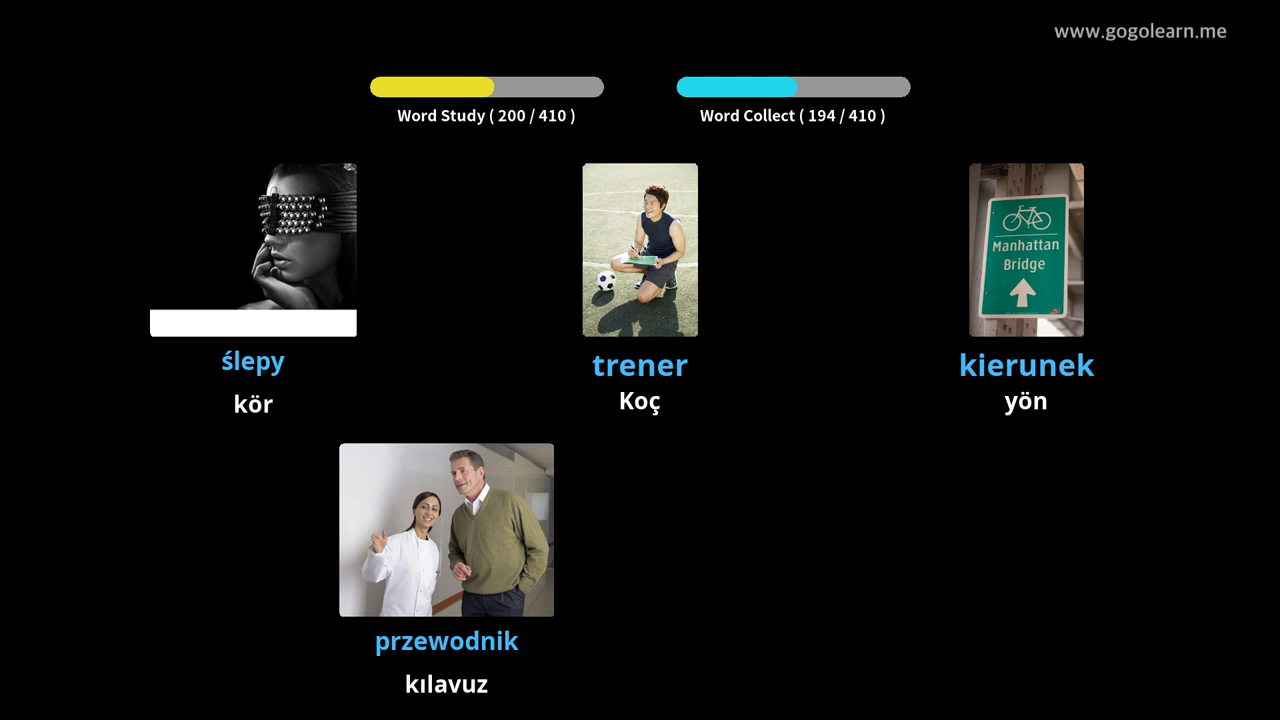 www.gogolearn.me
Word Study ( 200 / 410 )
Word Collect ( 194 / 410 )
Manhattan
Bridge
ślepy
kör
trener
Koç
kierunek
yön
przewodnik
kılavuz